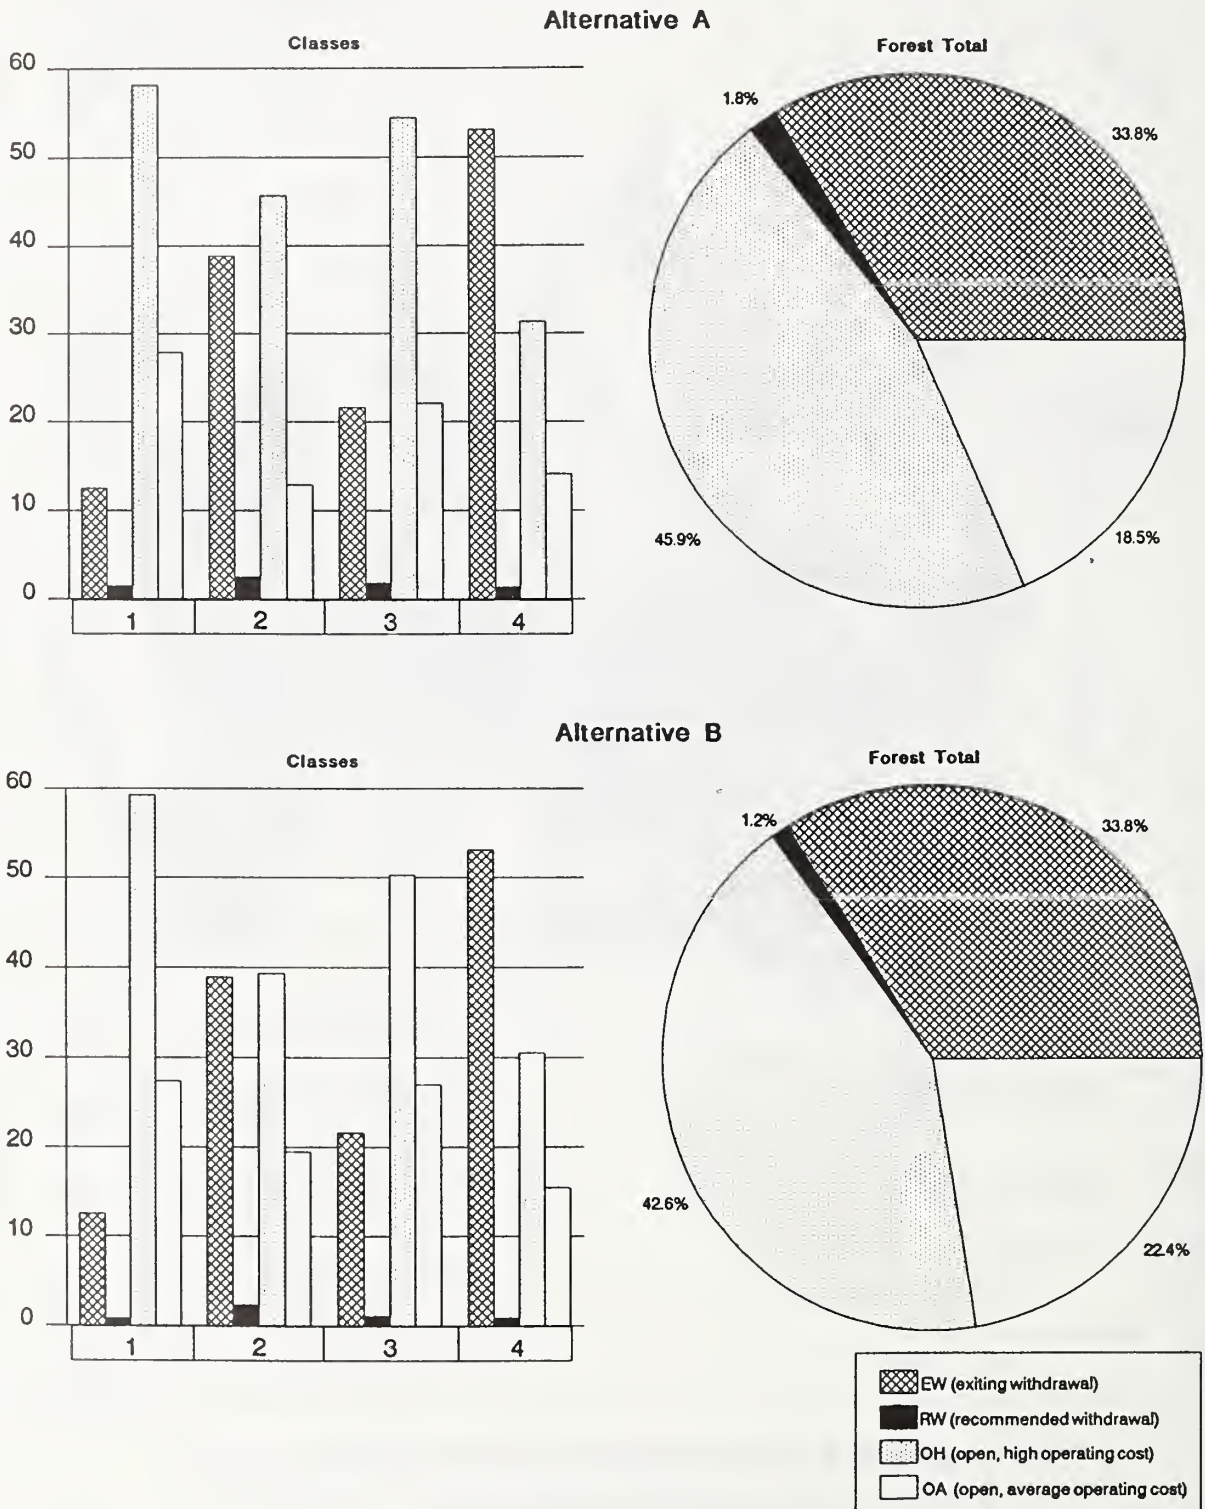 Alternative A
Classes
Forest Total
60
50
40
30
20
10
0
1 2 3 4
1.8%
33.8%
45.9%
18.5%
Alternative B
Classes
Forest Total
60
50
40
30
20
10
0
1 2 3 4
1.2%
33.8%
42.6%
22.4%
EW (exiting withdrawal)
RW (recommended withdrawal)
OH (open, high operating cost)
OA (open, average operating cost)